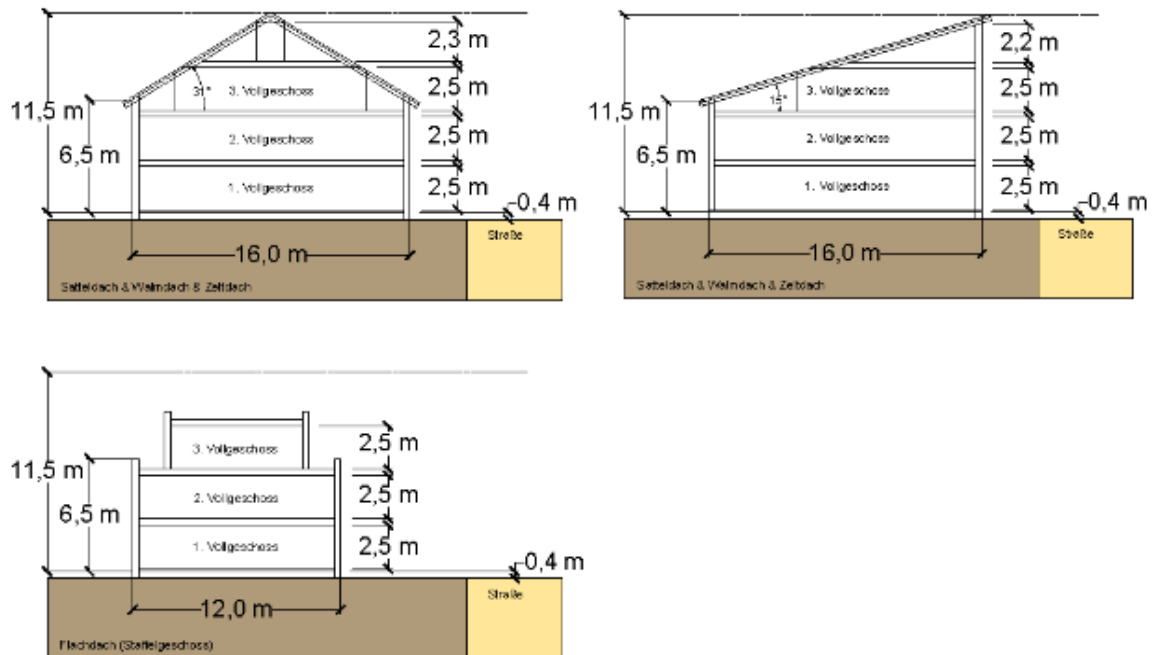 2,3 m
2,5 m
11,5 m
31°
3. Vollgeschoss
6,5 m
2. Vollgeschoss
2,5 m
1. Vollgeschoss
2,5 m
0,4 m
Straße
16,0 m
Satteldach & Walmdach & Zeltdach
2,2 m
2,5 m
11,5 m
15°
3. Vollgeschoss
6,5 m
2. Vollgeschoss
2,5 m
1. Vollgeschoss
2,5 m
0,4 m
Straße
16,0 m
Satteldach & Walmdach & Zeltdach
11,5 m
3. Vollgeschoss
2,5 m
6,5 m
2. Vollgeschoss
2,5 m
1. Vollgeschoss
2,5 m
0,4 m
Straße
12,0 m
Flachdach (Staffelgeschoss)